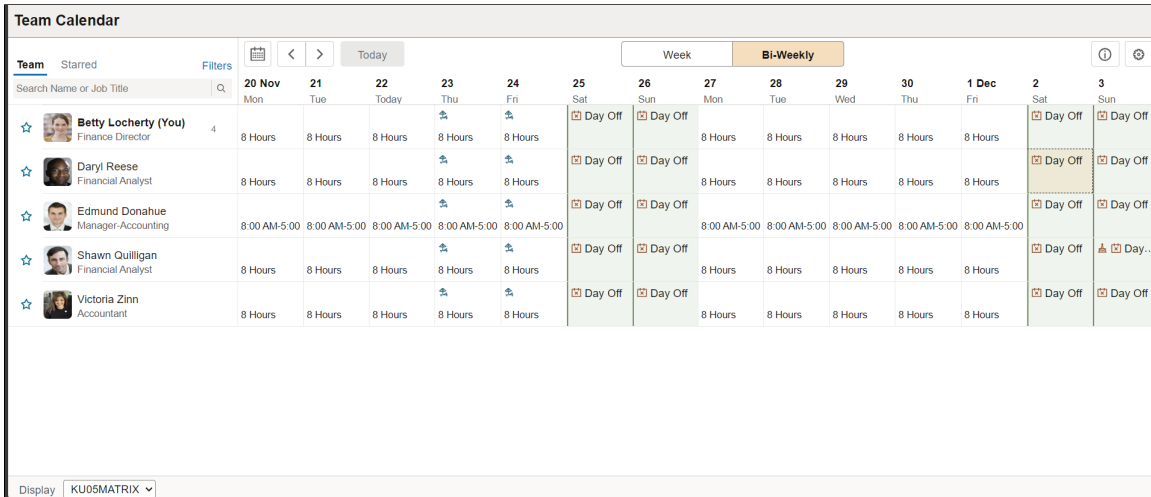 Team Calendar
Team Starred Filters
Today
Week Bi-Weekly
Search Name or Job Title
20 Nov 21 22 23 24 25 26 27 28 29 30 1 Dec 2 3
Mon Tue Today Thu Fri Sat Sun Mon Tue Wed Thu Fri Sat Sun
Betty Locherty (You) 4 Day Off Day Off Day Off Day Off
Finance Director 8 Hours 8 Hours 8 Hours 8 Hours 8 Hours 8 Hours 8 Hours 8 Hours 8 Hours 8 Hours
Daryl Reese Day Off Day Off Day Off Day Off
Financial Analyst 8 Hours 8 Hours 8 Hours 8 Hours 8 Hours 8 Hours 8 Hours 8 Hours 8 Hours 8 Hours
Edmund Donahue Day Off Day Off Day Off Day Off
Manager-Accounting 8:00 AM-5:00 8:00 AM-5:00 8:00 AM-5:00 8:00 AM-5:00 8:00 AM-5:00 8:00 AM-5:00 8:00 AM-5:00 8:00 AM-5:00 8:00 AM-5:00 8:00 AM-5:00
Shawn Quilligan Day Off Day Off Day Off Day...
Financial Analyst 8 Hours 8 Hours 8 Hours 8 Hours 8 Hours 8 Hours 8 Hours 8 Hours 8 Hours 8 Hours
Victoria Zinn Day Off Day Off Day Off Day Off
Accountant 8 Hours 8 Hours 8 Hours 8 Hours 8 Hours 8 Hours 8 Hours 8 Hours 8 Hours 8 Hours
Display KU05MATRIX